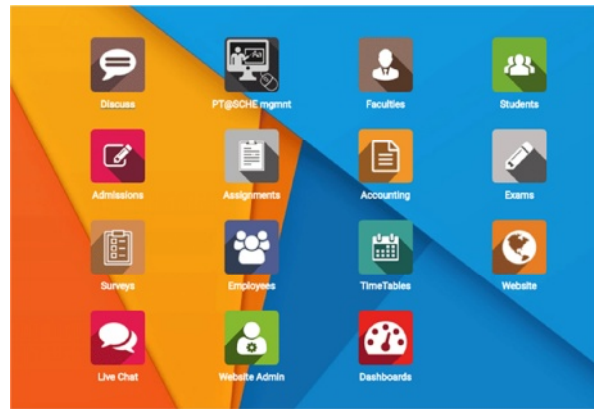 Discuss
PT@SCHE mgmnt
Faculties
Students
Admissions
Assignments
Accounting
Exams
Surveys
Employees
TimeTables
Website
Live Chat
Website Admin
Dashboards